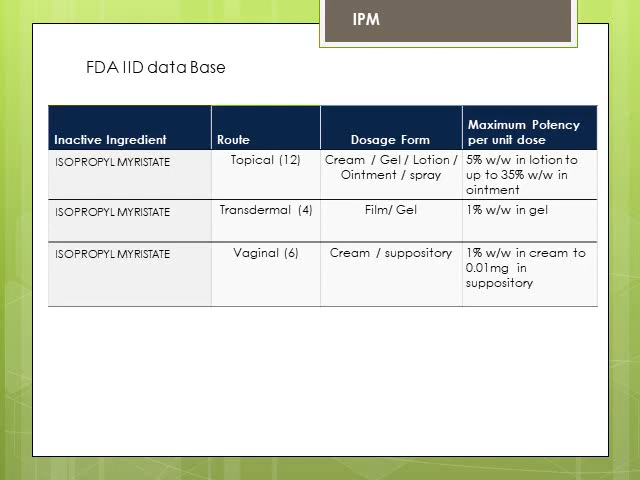 IPM
FDA IID data Base
Inactive Ingredient
Route
Dosage Form
Maximum Potency
per unit dose
ISOPROPYL MYRISTATE
Topical (12)
Cream / Gel / Lotion /
Ointment / spray
5% w/w in lotion to
up to 35% w/w in
ointment
ISOPROPYL MYRISTATE
Transdermal (4)
Film/ Gel
1% w/w in gel
ISOPROPYL MYRISTATE
Vaginal (6)
Cream / suppository
1% w/w in cream to
0.01mg in
suppository